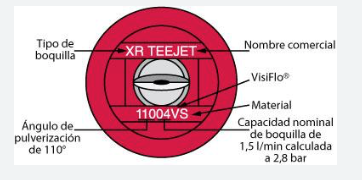 Tipo de
boquilla
XR TEEJET
Nombre comercial
VisiFlo®
11004VS
Material
Ángulo de
pulverización
de 110°
Capacidad nominal
de boquilla de
1,5 l/min calculada
a 2,8 bar